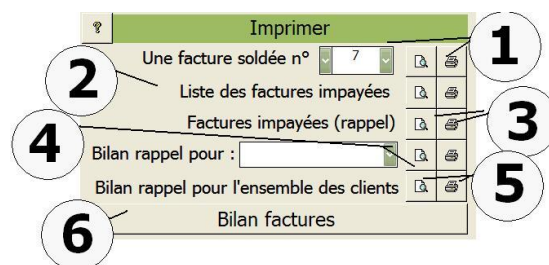 ? Imprimer
1
Une facture soldée n° 7
2
Liste des factures impayées
Factures impayées (rappel)
3
4
Bilan rappel pour :
Bilan rappel pour l'ensemble des clients
5
6
Bilan factures